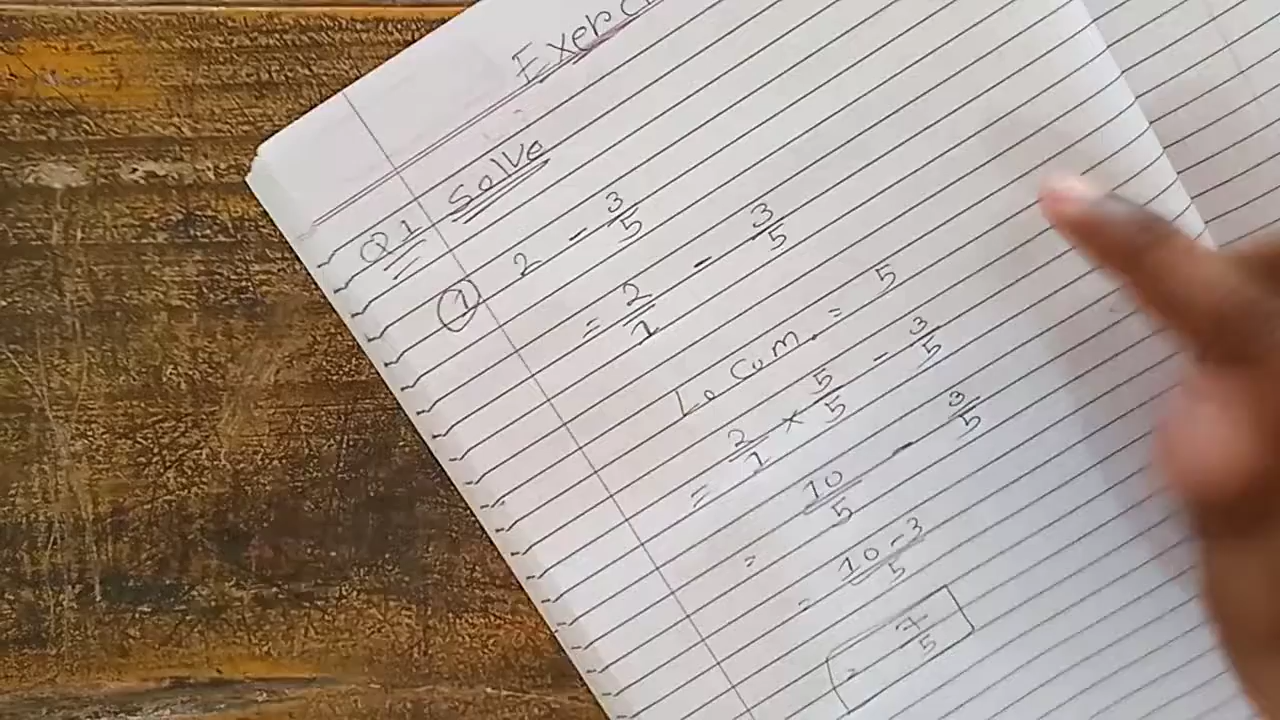 Q1 Solve
① 2 - 3/5
= 2/1 - 3/5
L.C.M. = 5
= 2/1 × 5/5 - 3/5
= 10/5 - 3/5
= 10-3/5
= 7/5